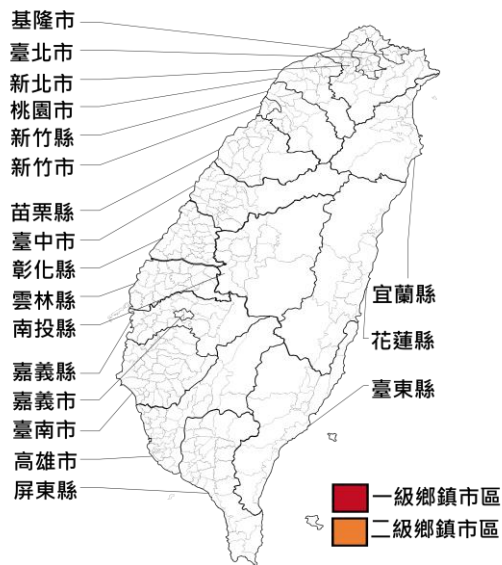 基隆市
臺北市
新北市
桃園市
新竹縣
新竹市
苗栗縣
臺中市
彰化縣
雲林縣
南投縣
嘉義縣
嘉義市
臺南市
高雄市
屏東縣
宜蘭縣
花蓮縣
臺東縣
一級鄉鎮市區
二級鄉鎮市區